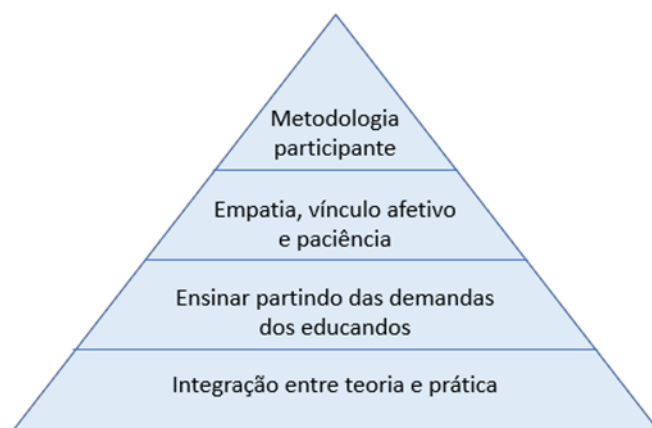 Metodologia
participante
Empatia, vínculo afetivo
e paciência
Ensinar partindo das demandas
dos educandos
Integração entre teoria e prática